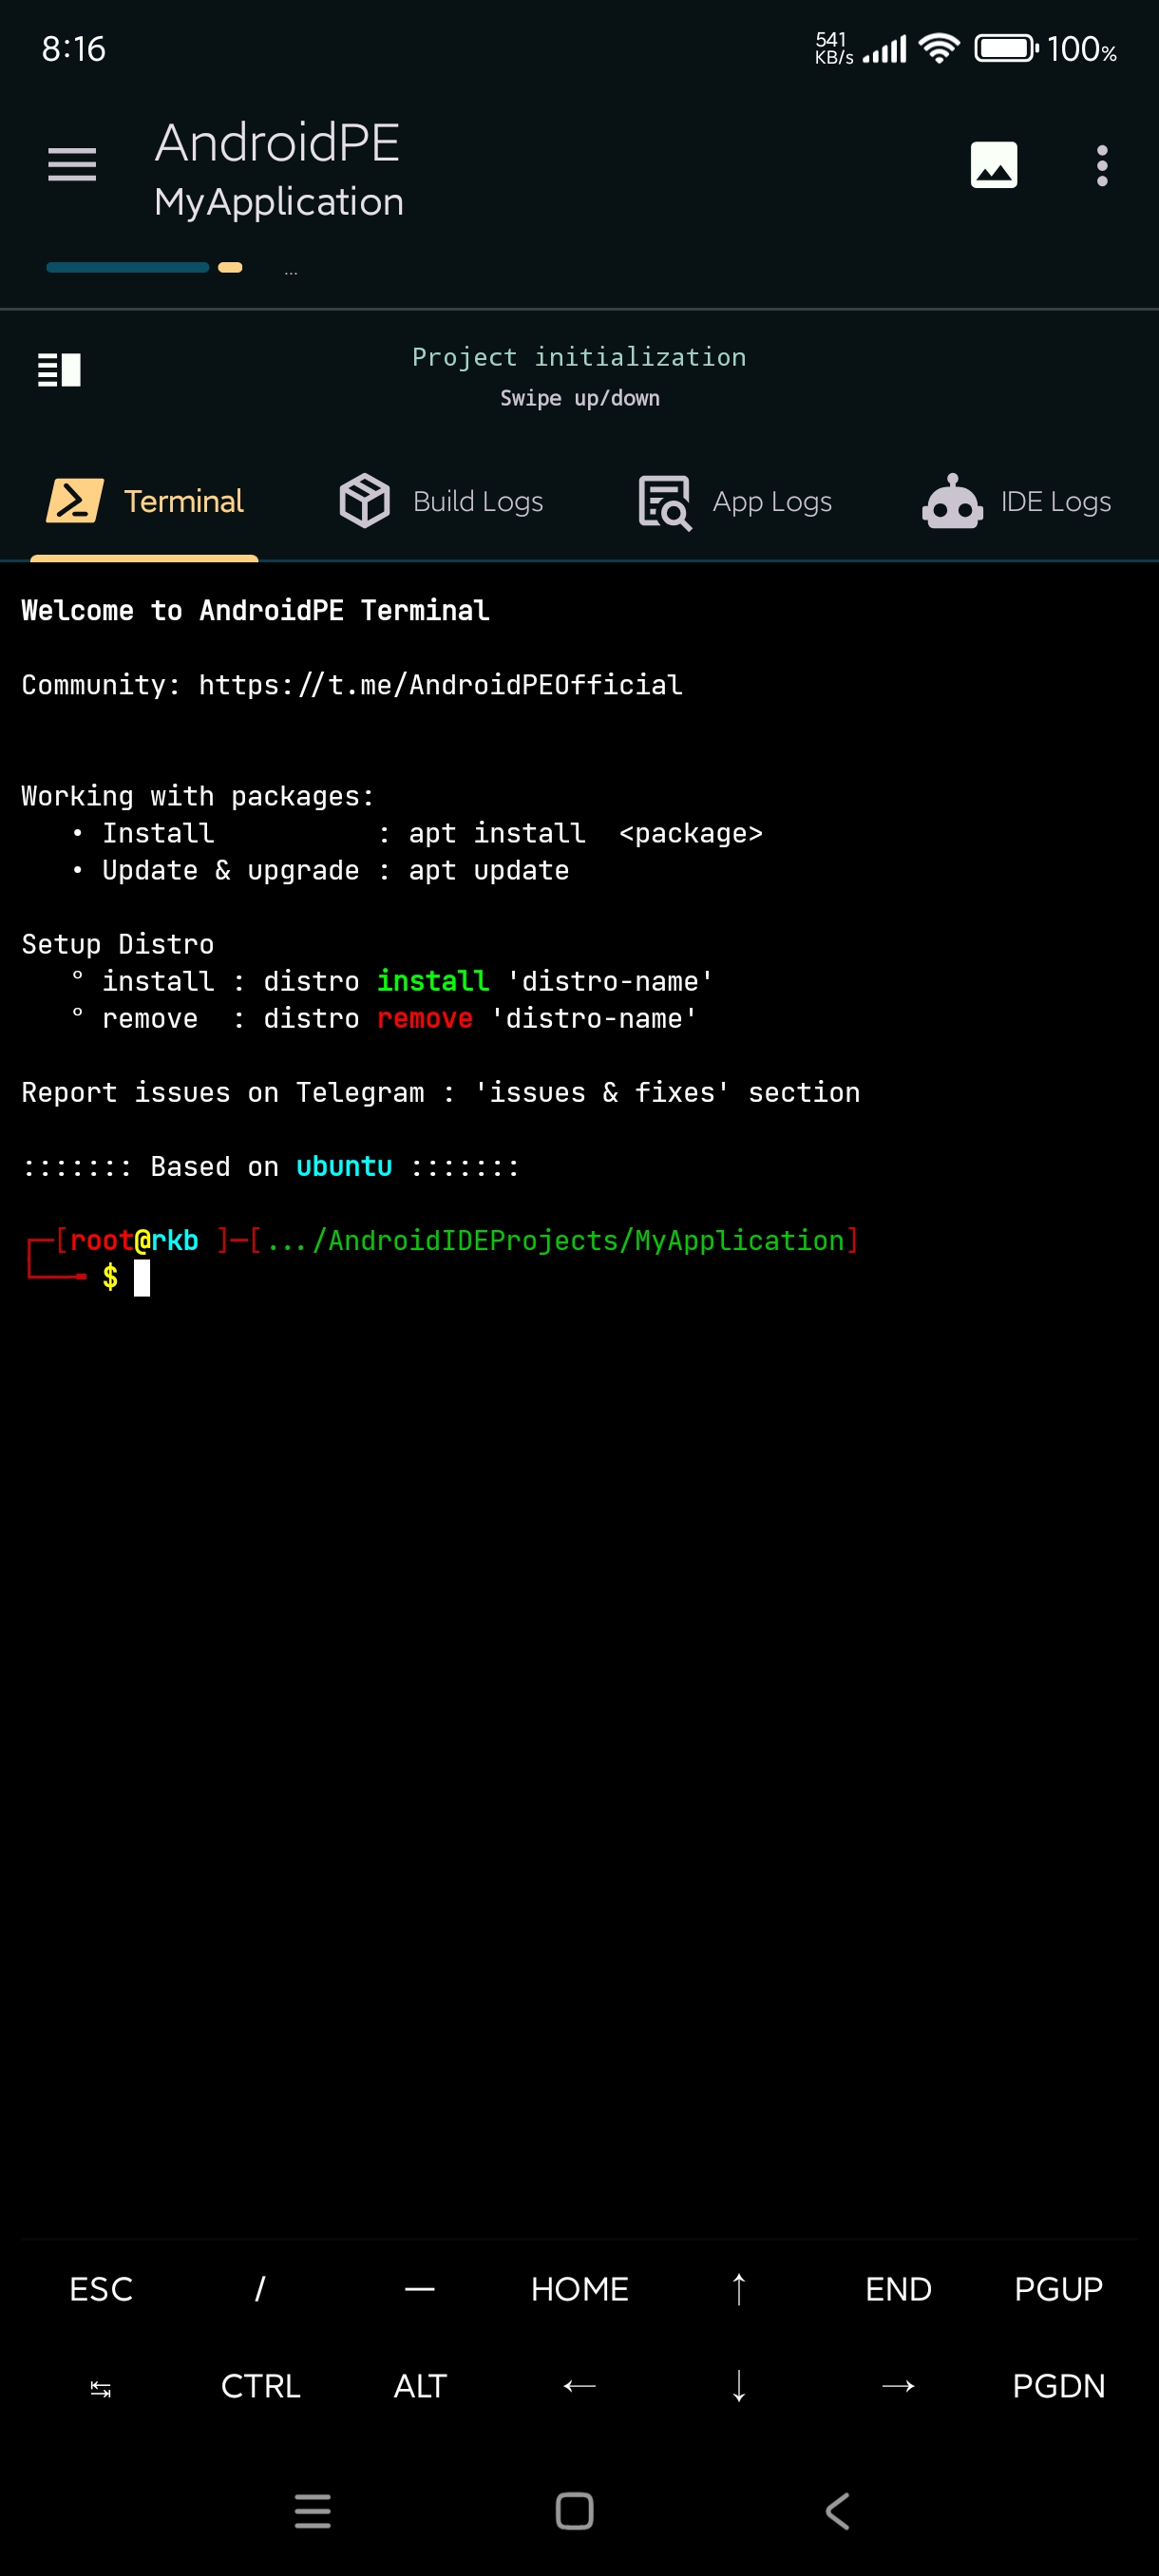 8:16
541 KB/s 100%
AndroidPE
MyApplication
...
Project initialization
Swipe up/down
Terminal Build Logs App Logs IDE Logs
Welcome to AndroidPE Terminal
Community: https://t.me/AndroidPEOfficial
Working with packages:
• Install : apt install <package>
• Update & upgrade : apt update
Setup Distro
° install : distro install 'distro-name'
° remove : distro remove 'distro-name'
Report issues on Telegram : 'issues & fixes' section
::::::: Based on ubuntu :::::::
┌─[root@rkb ]─[.../AndroidIDEProjects/MyApplication]
└──╼ $
ESC / — HOME ↑ END PGUP
↹ CTRL ALT ← ↓ → PGDN